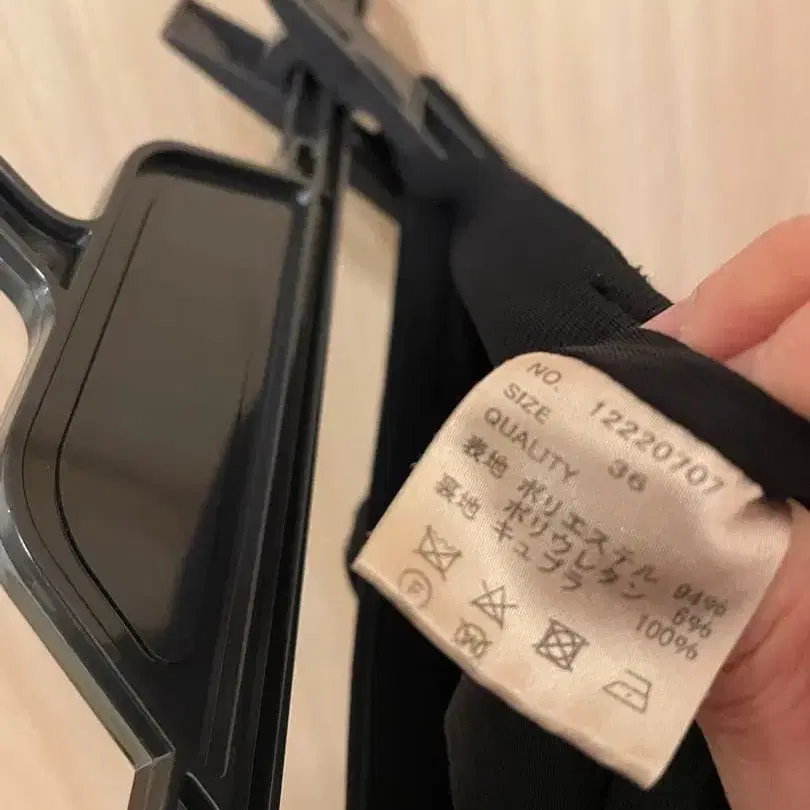 NO. 12220707
SIZE 36
QUALITY
表地 ポリエステル 94%
ポリウレタン 6%
裏地 キュプラ 100%